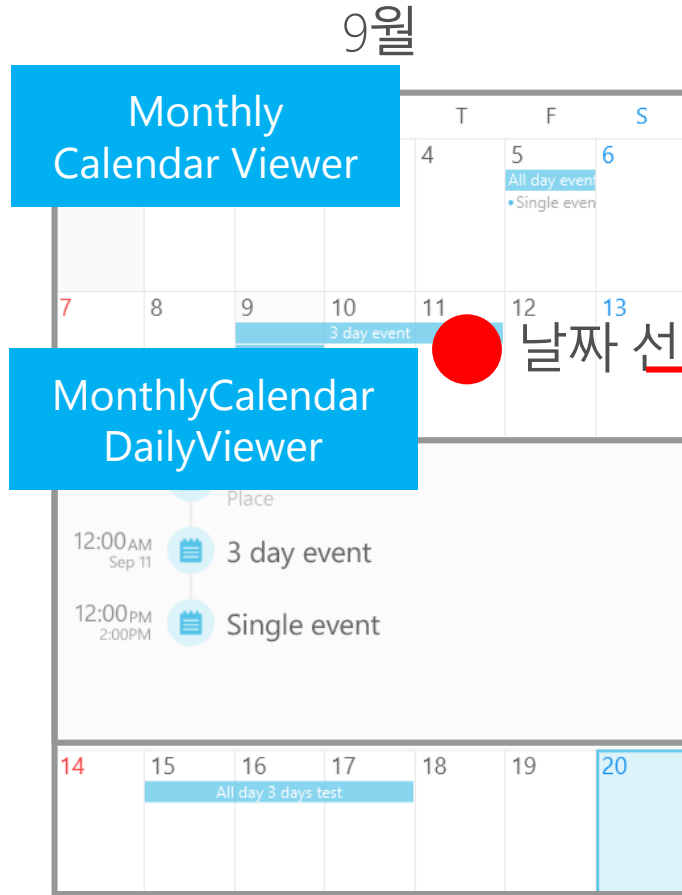 9월
Monthly
Calendar Viewer
T F S
4 5 6
All day event
•Single even
7 8 9 10 11 12 13
3 day event
날짜 선
MonthlyCalendar
DailyViewer
Place
12:00AM
Sep 11
3 day event
12:00PM
2:00PM
Single event
14 15 16 17 18 19 20
All day 3 days test